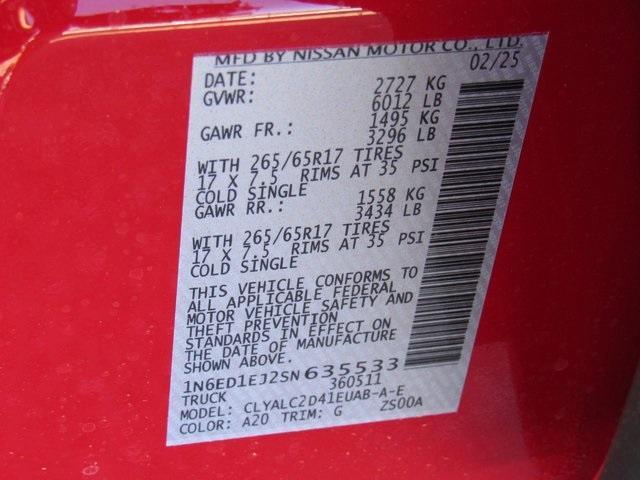 MFD BY NISSAN MOTOR CO., LTD.
DATE: 02/25
GVWR: 2727 KG
6012 LB
GAWR FR.: 1495 KG
3296 LB
WITH 265/65R17 TIRES
17 X 7.5 RIMS AT 35 PSI
COLD SINGLE
GAWR RR.: 1558 KG
3434 LB
WITH 265/65R17 TIRES
17 X 7.5 RIMS AT 35 PSI
COLD SINGLE
THIS VEHICLE CONFORMS TO
ALL APPLICABLE FEDERAL
MOTOR VEHICLE SAFETY AND
THEFT PREVENTION
STANDARDS IN EFFECT ON
THE DATE OF MANUFACTURE
SHOWN ABOVE.
1N6ED1EJ2SN635533
TRUCK 360511
MODEL: CLYALC2D41EUAB-A-E
COLOR: A20 TRIM: G ZS00A